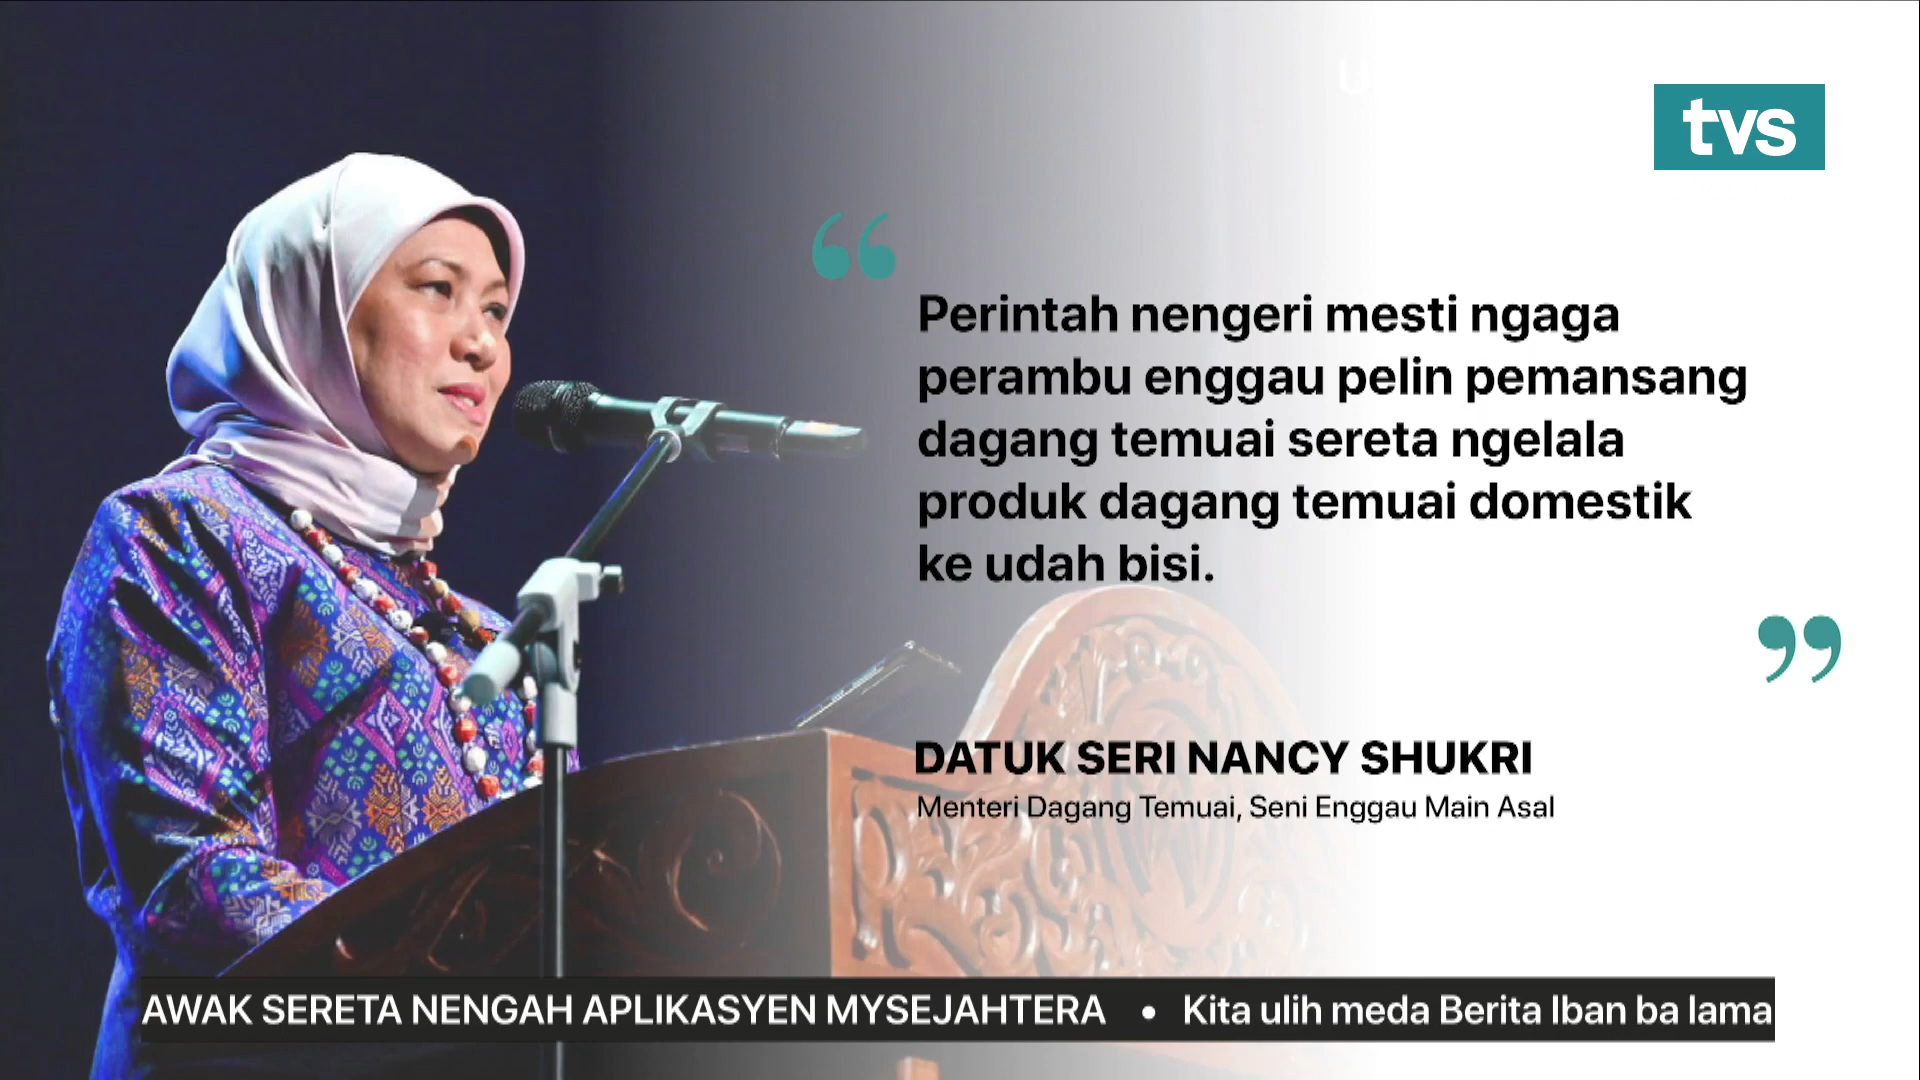 tvs
“
Perintah nengeri mesti ngaga
perambu enggau pelin pemansang
dagang temuai sereta ngelala
produk dagang temuai domestik
ke udah bisi.
”
DATUK SERI NANCY SHUKRI
Menteri Dagang Temuai, Seni Enggau Main Asal
AWAK SERETA NENGAH APLIKASYEN MYSEJAHTERA • Kita ulih meda Berita Iban ba lama